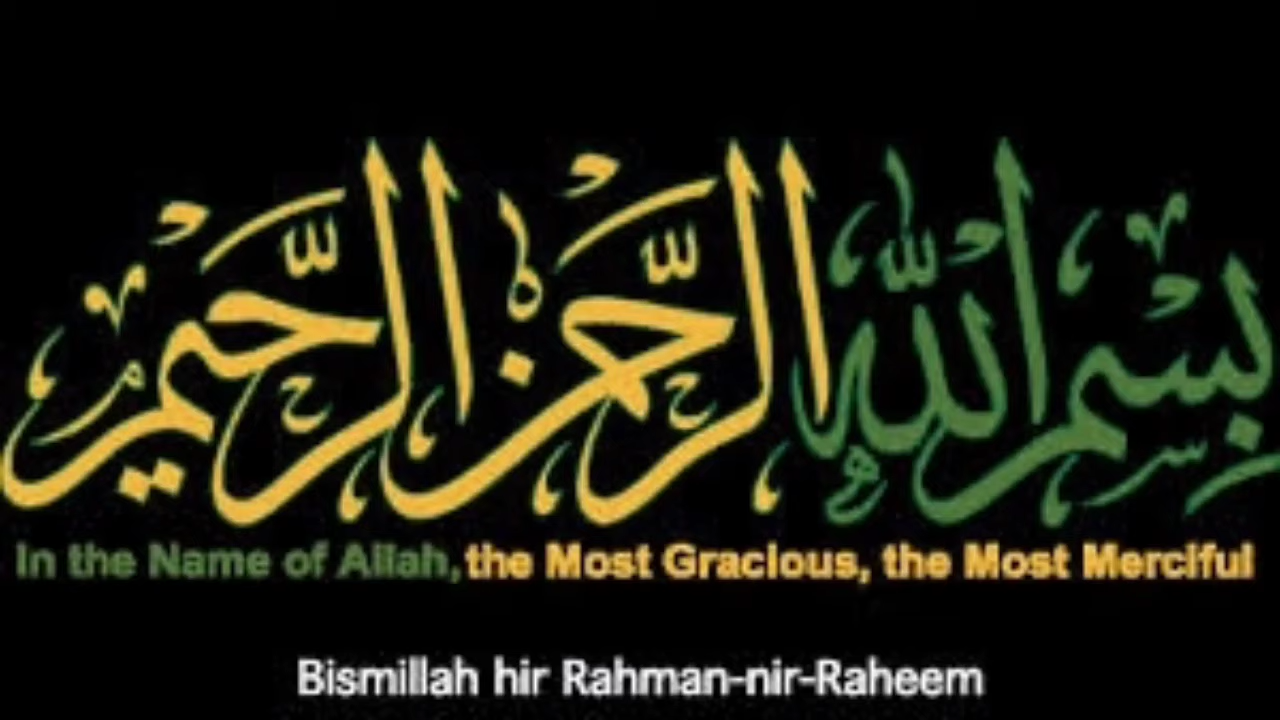 بسم الله الرحمن الرحيم
In the Name of Allah, the Most Gracious, the Most Merciful
Bismillah hir Rahman-nir-Raheem